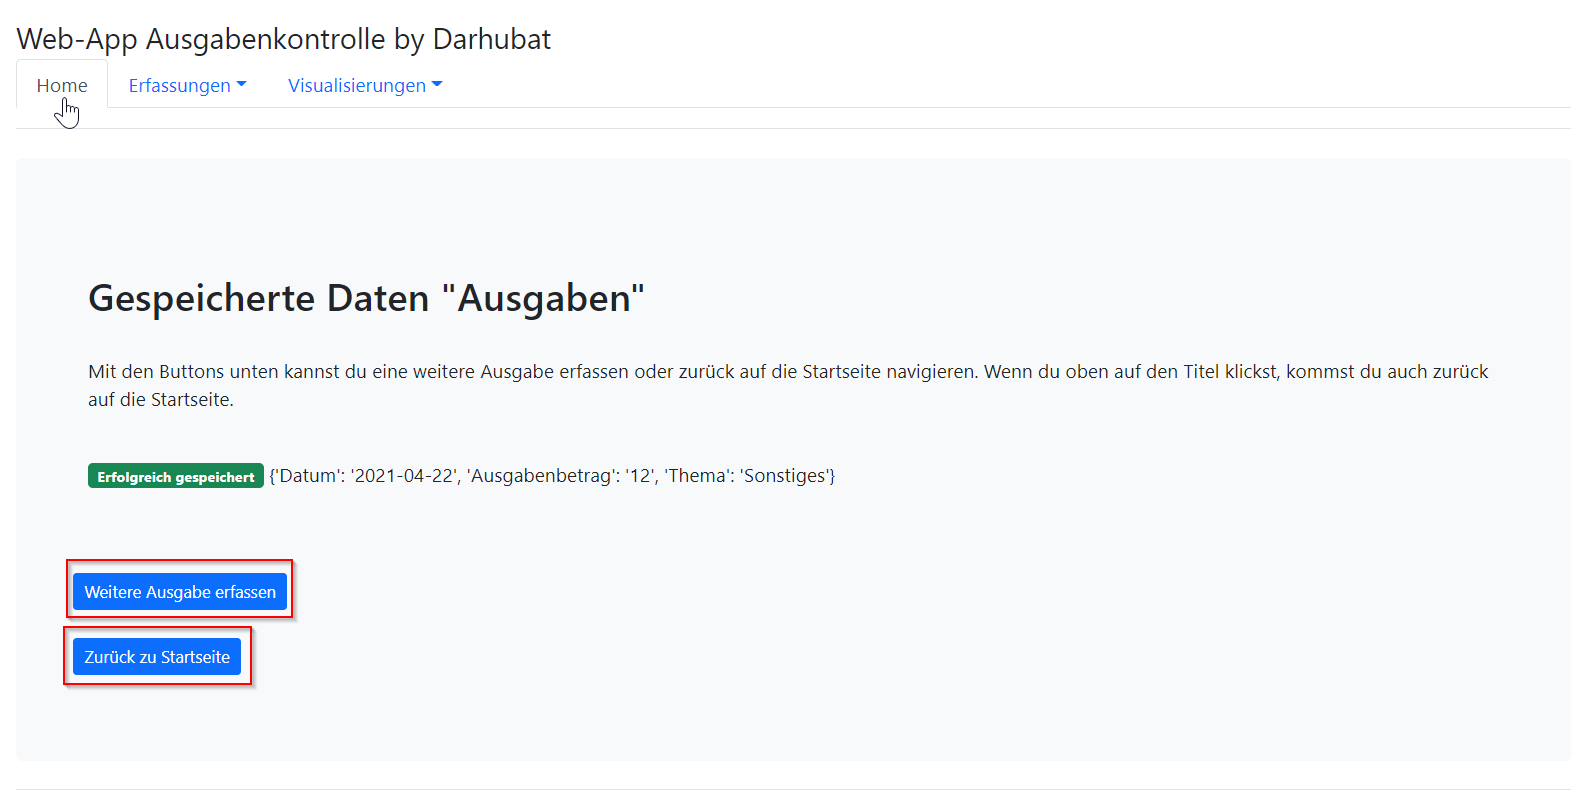 Web-App Ausgabenkontrolle by Darhubat
Home Erfassungen Visualisierungen
Gespeicherte Daten "Ausgaben"
Mit den Buttons unten kannst du eine weitere Ausgabe erfassen oder zurück auf die Startseite navigieren. Wenn du oben auf den Titel klickst, kommst du auch zurück
auf die Startseite.
Erfolgreich gespeichert {'Datum': '2021-04-22', 'Ausgabenbetrag': '12', 'Thema': 'Sonstiges'}
Weitere Ausgabe erfassen
Zurück zu Startseite